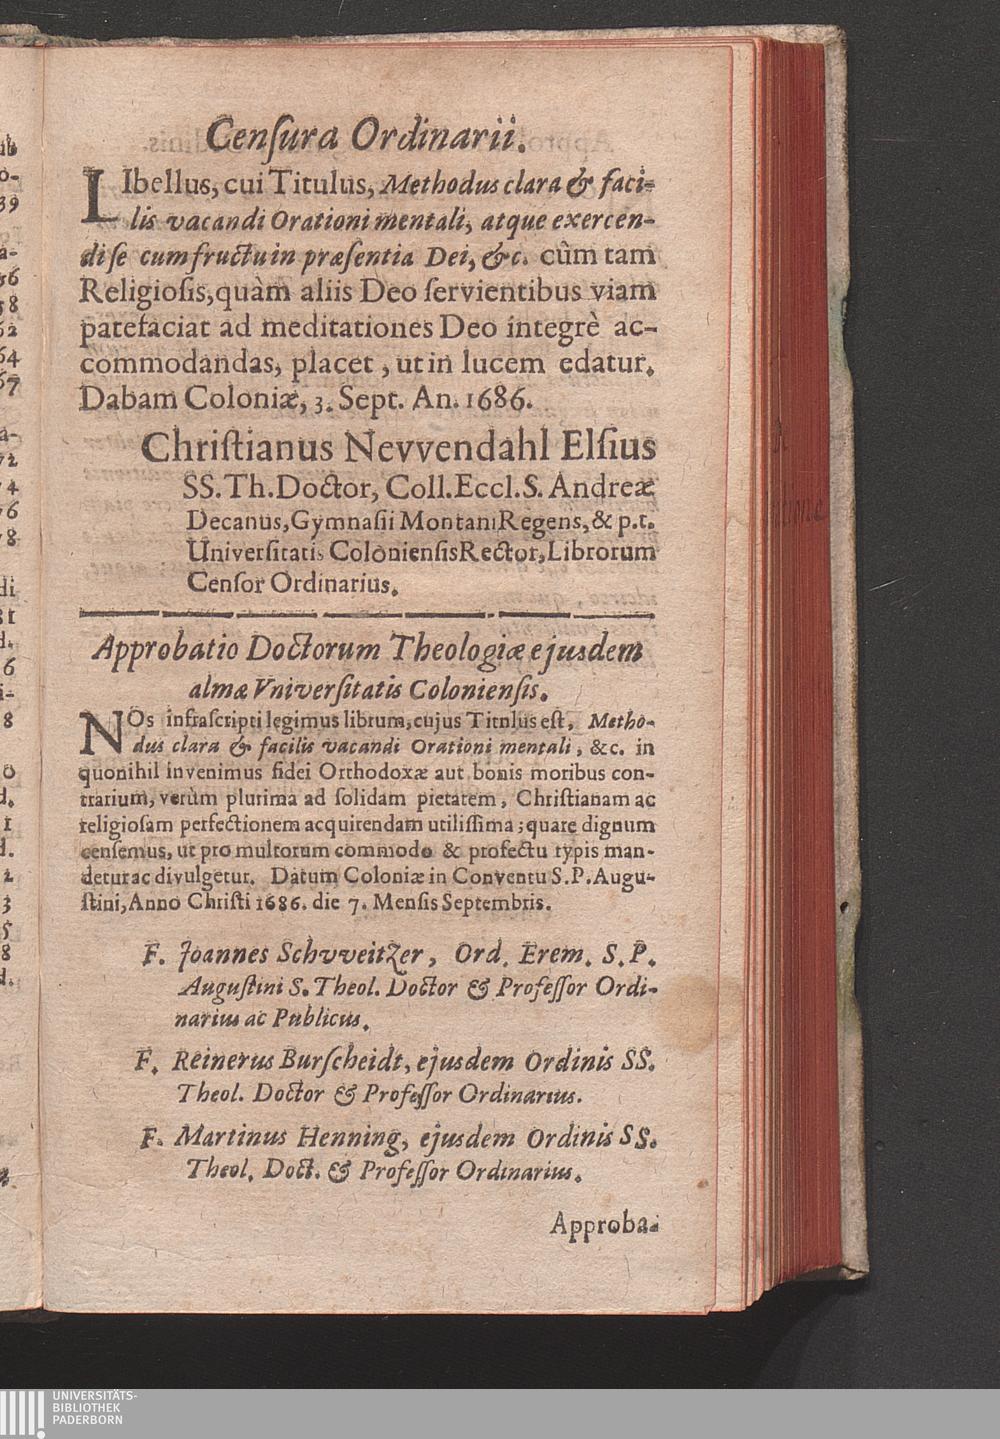 Censura Ordinarii.
LIbellus, cui Titulus, Methodus clara & faci-
lis vacandi Orationi mentali, atque exercen-
di se cum fructu in præsentia Dei, &c. cûm tam
Religiosis, quàm aliis Deo servientibus viam
patefaciat ad meditationes Deo integrè ac-
commodandas, placet, ut in lucem edatur.
Dabam Coloniæ, 3. Sept. An. 1686.
Christianus Nevvendahl Elsius
SS. Th. Doctor, Coll. Eccl. S. Andreæ
Decanus, Gymnasii Montani Regens, & p.t.
Universitatis Coloniensis Rector, Librorum
Censor Ordinarius.
Approbatio Doctorum Theologiæ ejusdem
almæ Vniversitatis Coloniensis.
NOs infrascripti legimus librum, cujus Titnlus est, Metho-
dus clara & facilis vacandi Orationi mentali, &c. in
quonihil invenimus fidei Orthodoxæ aut bonis moribus con-
trarium, verùm plurima ad solidam pietatem, Christianam ac
religiosam perfectionem acquirendam utilissima; quare dignum
censemus, ut pro multorum commodo & profectu typis man-
detur ac divulgetur. Datum Coloniæ in Conventu S. P. Augu-
stini, Anno Christi 1686. die 7. Mensis Septembris.
F. Joannes Schvveitzer, Ord. Erem. S. P.
Augustini S. Theol. Doctor & Professor Ordi-
narius ac Publicus.
F. Reinerus Burscheidt, ejusdem Ordinis SS.
Theol. Doctor & Professor Ordinarius.
F. Martinus Henning, ejusdem Ordinis SS.
Theol. Doct. & Professor Ordinarius.
Approba-
UNIVERSITÄTS-
BIBLIOTHEK
PADERBORN